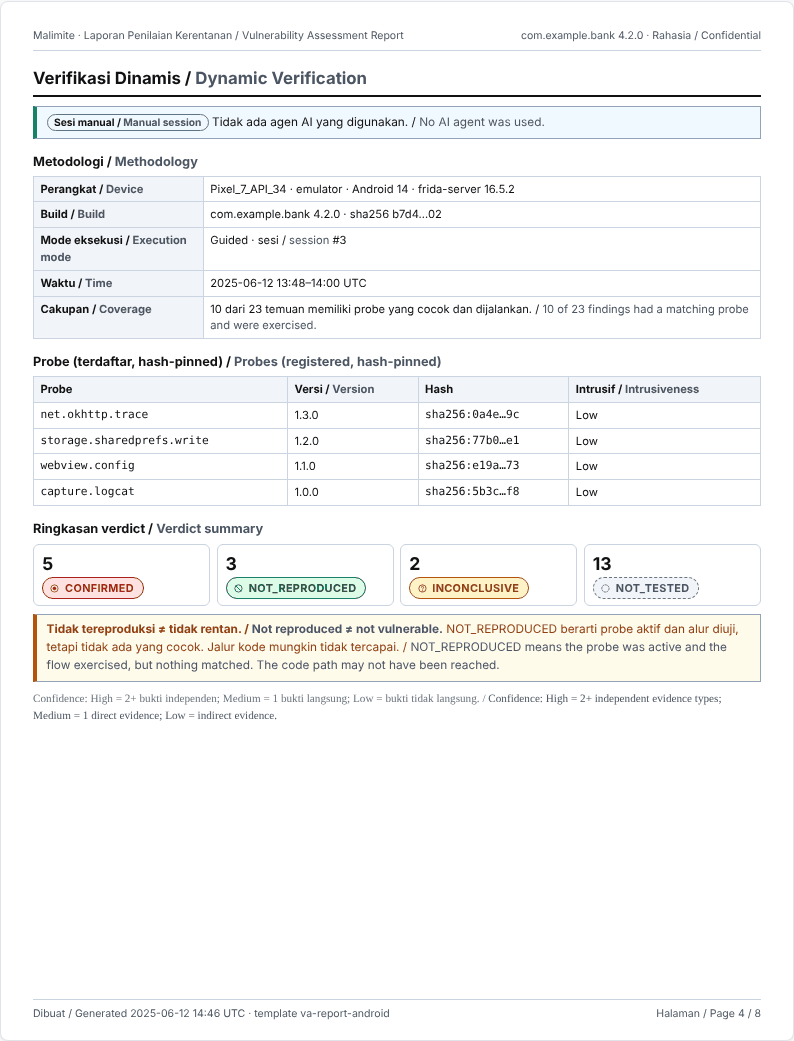 Malimite · Laporan Penilaian Kerentanan / Vulnerability Assessment Report
com.example.bank 4.2.0 · Rahasia / Confidential
Verifikasi Dinamis / Dynamic Verification
Sesi manual / Manual session Tidak ada agen AI yang digunakan. / No AI agent was used.
Metodologi / Methodology
Perangkat / Device Pixel_7_API_34 · emulator · Android 14 · frida-server 16.5.2
Build / Build com.example.bank 4.2.0 · sha256 b7d4…02
Mode eksekusi / Execution mode Guided · sesi / session #3
Waktu / Time 2025-06-12 13:48–14:00 UTC
Cakupan / Coverage 10 dari 23 temuan memiliki probe yang cocok dan dijalankan. / 10 of 23 findings had a matching probe
and were exercised.
Probe (terdaftar, hash-pinned) / Probes (registered, hash-pinned)
Probe Versi / Version Hash Intrusif / Intrusiveness
net.okhttp.trace 1.3.0 sha256:0a4e…9c Low
storage.sharedprefs.write 1.2.0 sha256:77b0…e1 Low
webview.config 1.1.0 sha256:e19a…73 Low
capture.logcat 1.0.0 sha256:5b3c…f8 Low
Ringkasan verdict / Verdict summary
5 CONFIRMED
3 NOT_REPRODUCED
2 INCONCLUSIVE
13 NOT_TESTED
Tidak tereproduksi ≠ tidak rentan. / Not reproduced ≠ not vulnerable. NOT_REPRODUCED berarti probe aktif dan alur diuji,
tetapi tidak ada yang cocok. Jalur kode mungkin tidak tercapai. / NOT_REPRODUCED means the probe was active and the
flow exercised, but nothing matched. The code path may not have been reached.
Confidence: High = 2+ bukti independen; Medium = 1 bukti langsung; Low = bukti tidak langsung. / Confidence: High = 2+ independent evidence types;
Medium = 1 direct evidence; Low = indirect evidence.
Dibuat / Generated 2025-06-12 14:46 UTC · template va-report-android
Halaman / Page 4 / 8